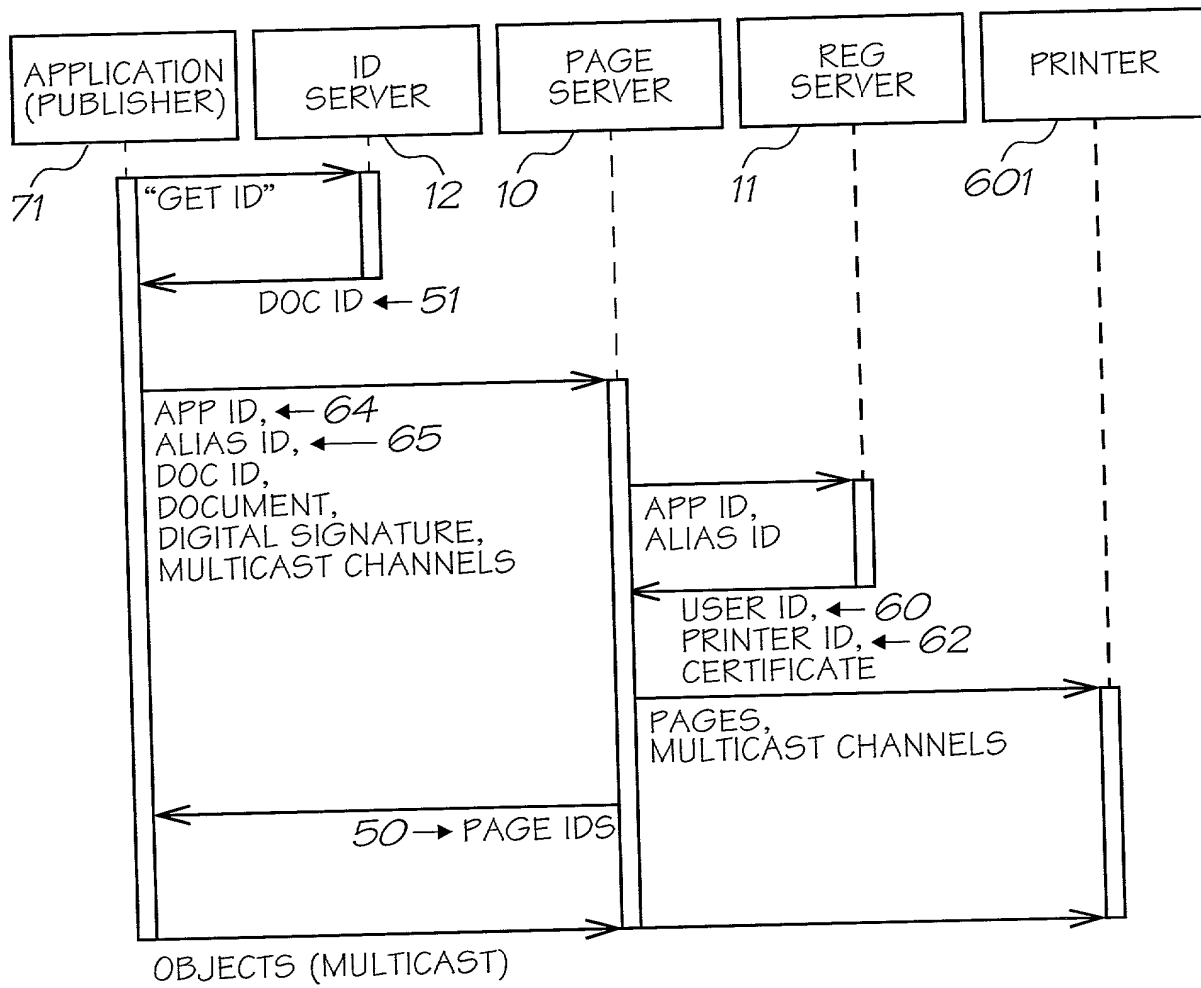 APPLICATION
(PUBLISHER)
ID
SERVER
PAGE
SERVER
REG
SERVER
PRINTER
71
12
10
11
601
“GET ID”
DOC ID
51
APP ID,
64
ALIAS ID,
65
DOC ID,
DOCUMENT,
DIGITAL SIGNATURE,
MULTICAST CHANNELS
APP ID,
ALIAS ID
USER ID,
60
PRINTER ID,
62
CERTIFICATE
PAGES,
MULTICAST CHANNELS
50
PAGE IDS
OBJECTS (MULTICAST)